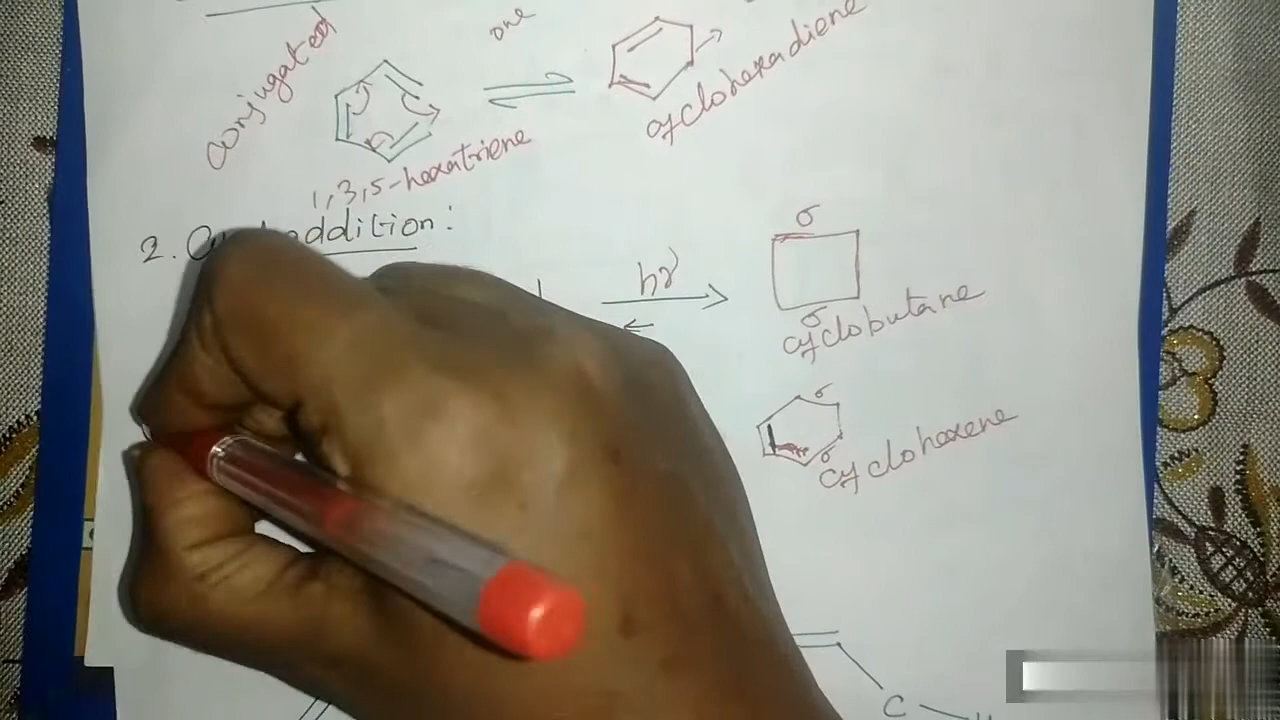 one
conjugated
cyclohexadiene
1,3,5-hexatriene
2. addition:
σ
hν
σ
cyclobutane
σ
σ
cyclohexene
C